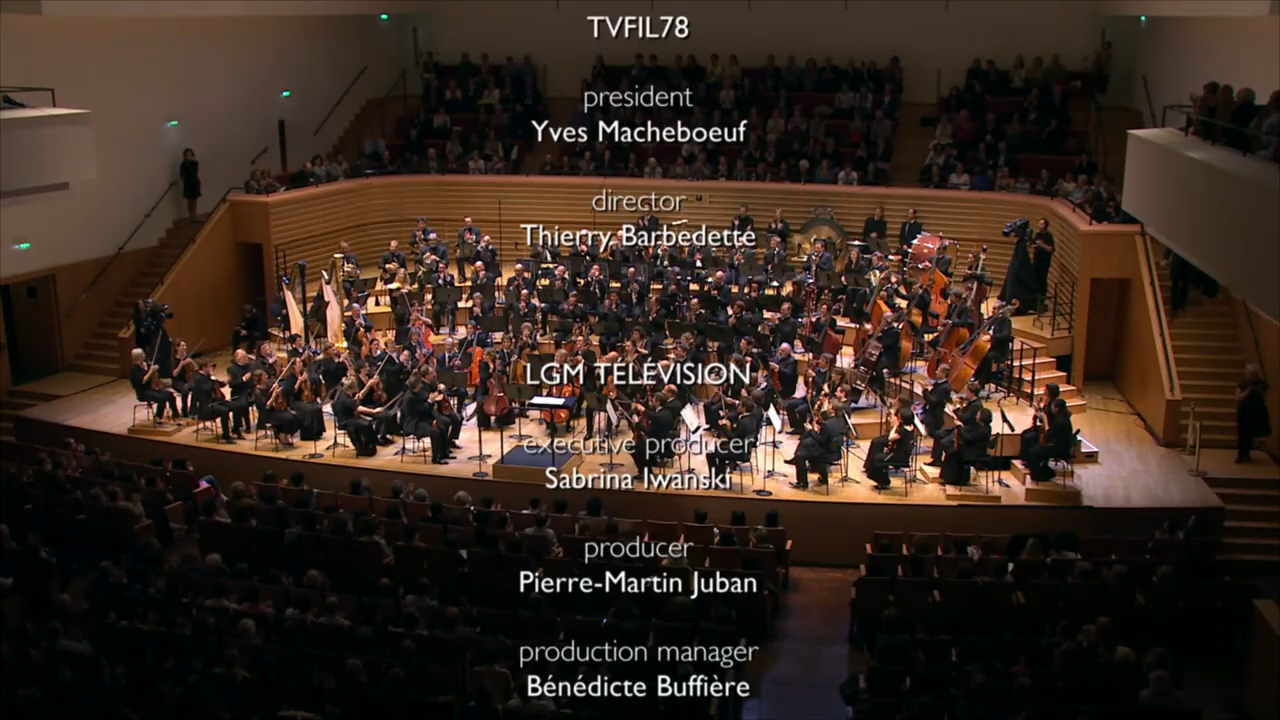 TVFIL78
president
Yves Macheboeuf
director
Thierry Barbedette
LGM TÉLÉVISION
executive producer
Sabrina Iwanski
producer
Pierre-Martin Juban
production manager
Bénédicte Buffière